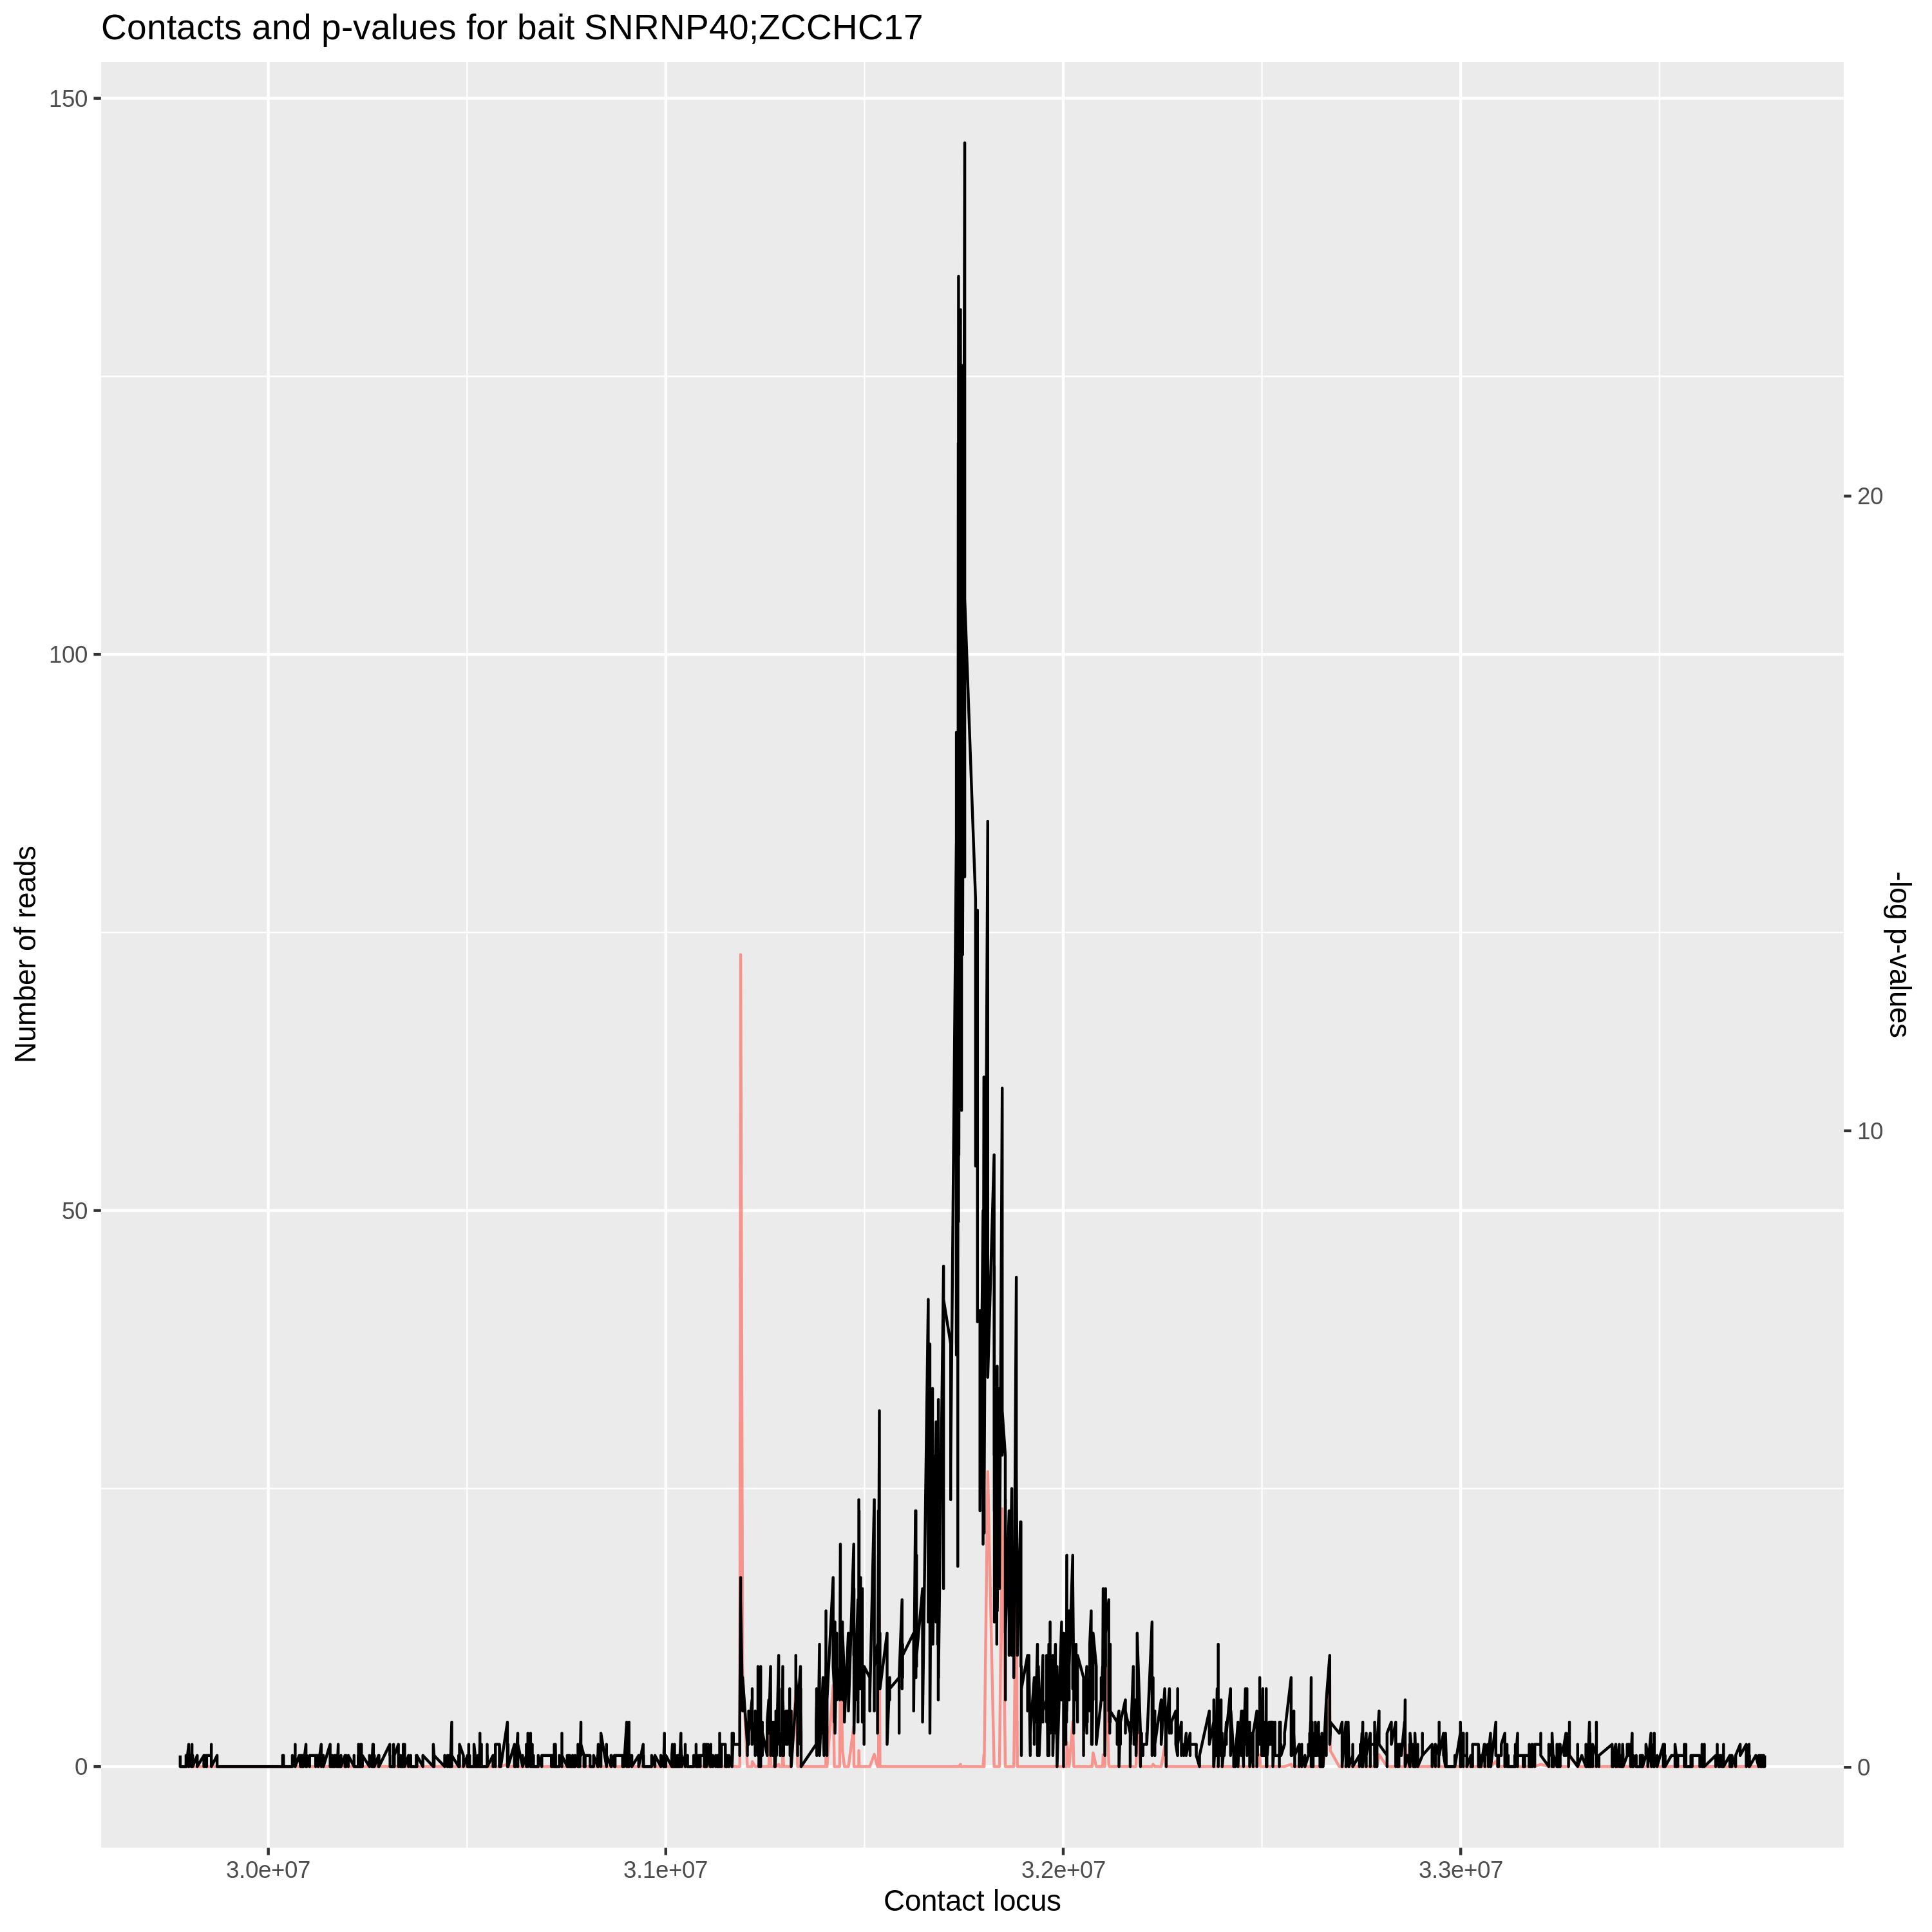 Contacts and p-values for bait SNRNP40;ZCCHC17
150
100
50
0
Number of reads
20
10
0
-log p-values
3.0e+07
3.1e+07
3.2e+07
3.3e+07
Contact locus